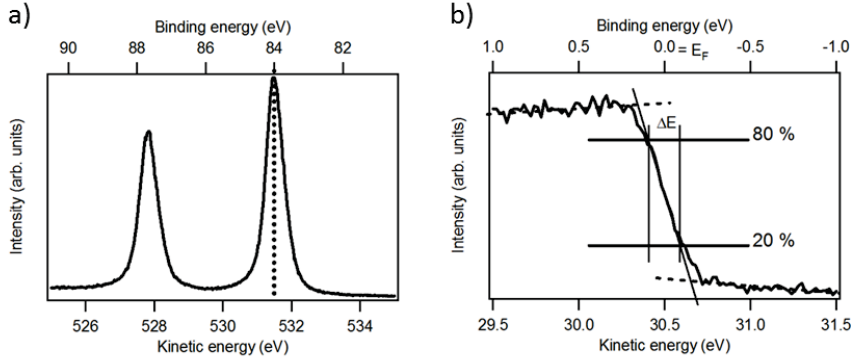 a)
Binding energy (eV)
90 88 86 84 82
Intensity (arb. units)
526 528 530 532 534
Kinetic energy (eV)
b)
Binding energy (eV)
1.0 0.5 0.0 = E_F -0.5 -1.0
Intensity (arb. units)
ΔE
80 %
20 %
29.5 30.0 30.5 31.0 31.5
Kinetic energy (eV)